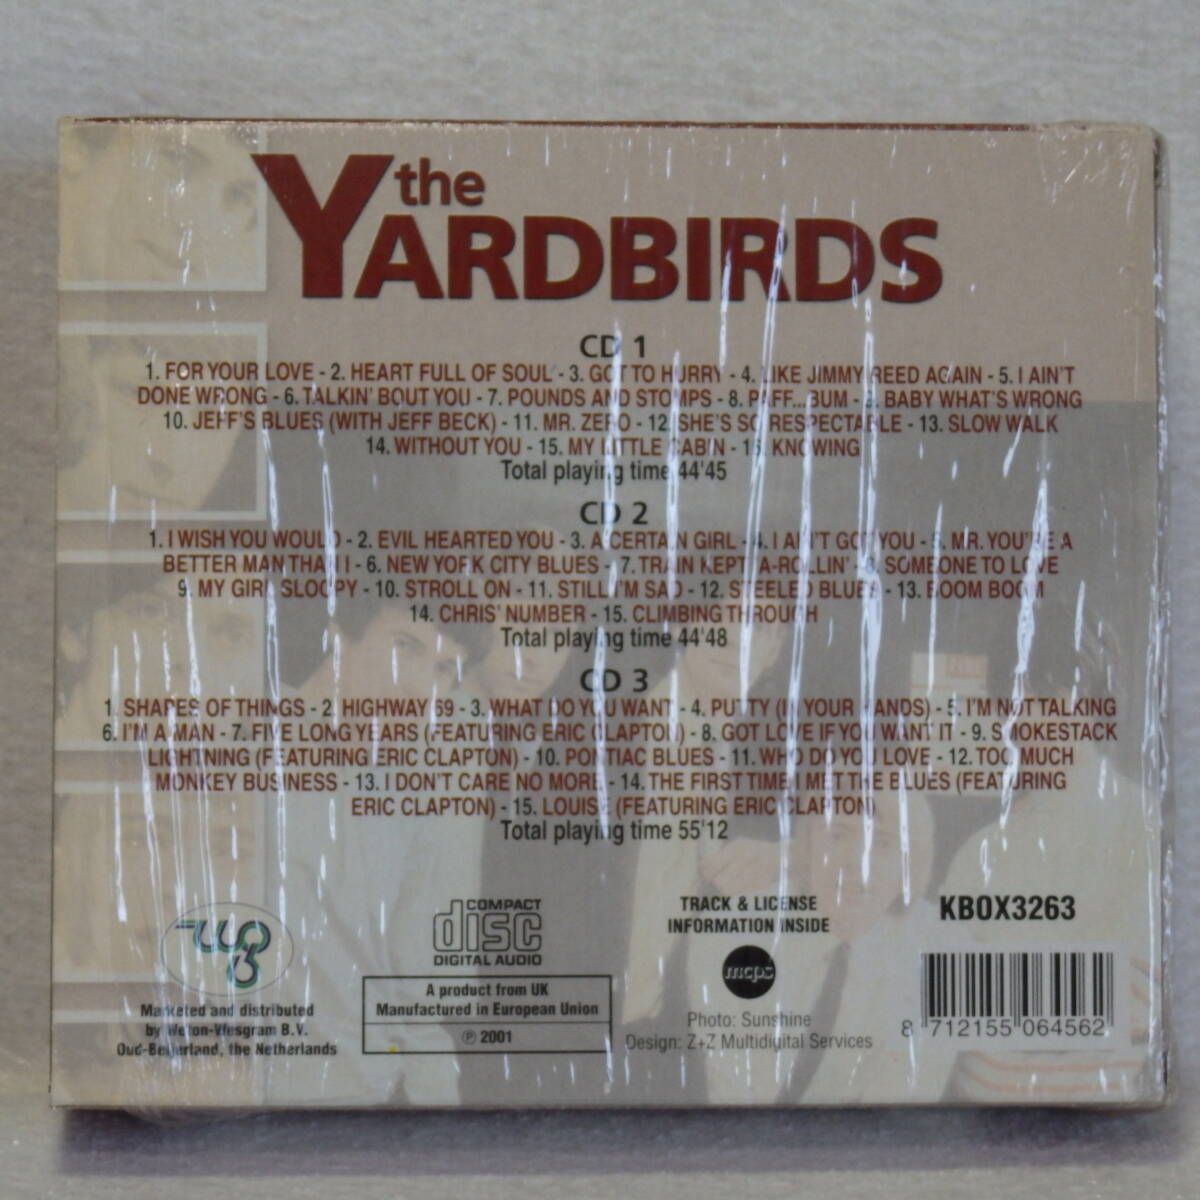 the
YARDBIRDS
CD 1
1. FOR YOUR LOVE - 2. HEART FULL OF SOUL - 3. GOT TO HURRY - 4. LIKE JIMMY REED AGAIN - 5. I AIN'T
DONE WRONG - 6. TALKIN' BOUT YOU - 7. POUNDS AND STOMPS - 8. PAFF...BUM - 9. BABY WHAT'S WRONG
10. JEFF'S BLUES (WITH JEFF BECK) - 11. MR. ZERO - 12. SHE'S SO RESPECTABLE - 13. SLOW WALK
14. WITHOUT YOU - 15. MY LITTLE CABIN - 16. KNOWING
Total playing time 44'45
CD 2
1. I WISH YOU WOULD - 2. EVIL HEARTED YOU - 3. A CERTAIN GIRL - 4. I AIN'T GOT YOU - 5. MR. YOU'RE A
BETTER MAN THAN I - 6. NEW YORK CITY BLUES - 7. TRAIN KEPT A-ROLLIN' - 8. SOMEONE TO LOVE
9. MY GIRL SLOOPY - 10. STROLL ON - 11. STILL I'M SAD - 12. STEELED BLUES - 13. BOOM BOOM
14. CHRIS' NUMBER - 15. CLIMBING THROUGH
Total playing time 44'48
CD 3
1. SHAPES OF THINGS - 2. HIGHWAY 69 - 3. WHAT DO YOU WANT - 4. PUTTY (IN YOUR HANDS) - 5. I'M NOT TALKING
6. I'M A MAN - 7. FIVE LONG YEARS (FEATURING ERIC CLAPTON) - 8. GOT LOVE IF YOU WANT IT - 9. SMOKESTACK
LIGHTNING (FEATURING ERIC CLAPTON) - 10. PONTIAC BLUES - 11. WHO DO YOU LOVE - 12. TOO MUCH
MONKEY BUSINESS - 13. I DON'T CARE NO MORE - 14. THE FIRST TIME I MET THE BLUES (FEATURING
ERIC CLAPTON) - 15. LOUISE (FEATURING ERIC CLAPTON)
Total playing time 55'12
Marketed and distributed
by Weton-Wesgram B.V.
Oud-Beijerland, the Netherlands
COMPACT
disc
DIGITAL AUDIO
A product from UK
Manufactured in European Union
℗ 2001
TRACK & LICENSE
INFORMATION INSIDE
mcps
Photo: Sunshine
Design: Z+Z Multidigital Services
KBOX3263
8 712155 064562